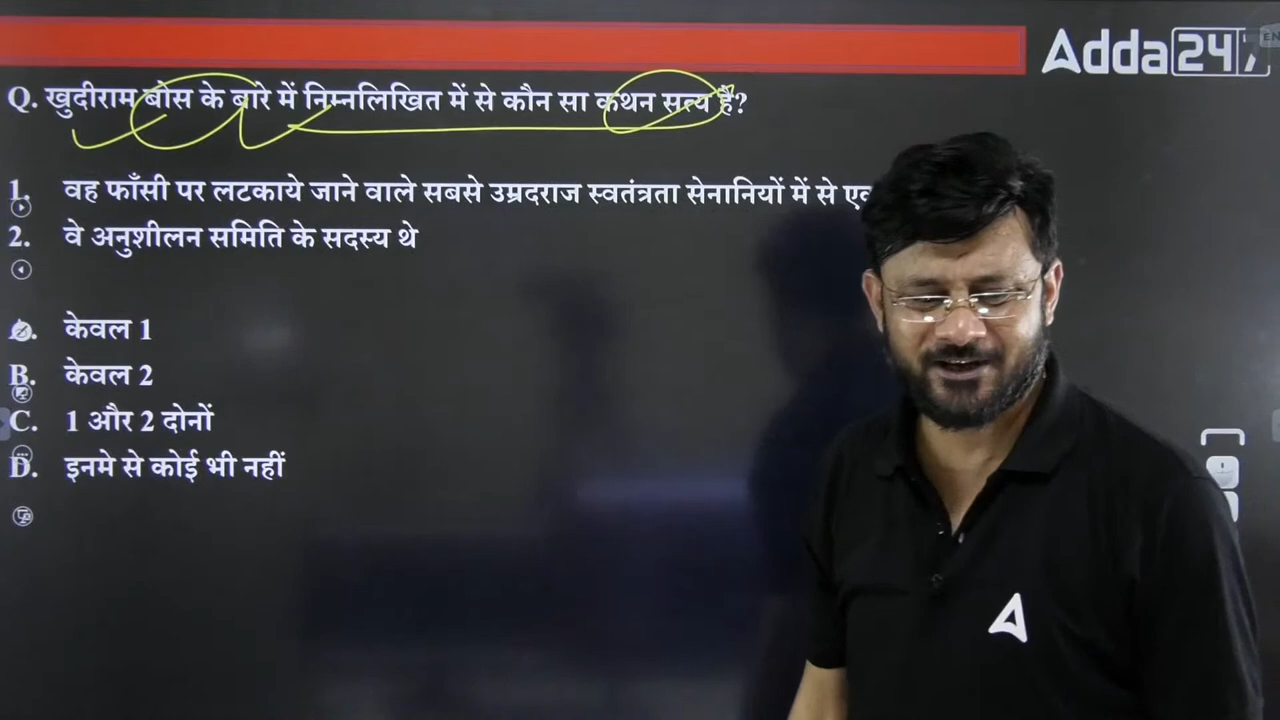 Adda247
Q. खुदीराम बोस के बारे में निम्नलिखित में से कौन सा कथन सत्य है?
1. वह फाँसी पर लटकाये जाने वाले सबसे उम्रदराज स्वतंत्रता सेनानियों में से
2. वे अनुशीलन समिति के सदस्य थे
केवल 1
B. केवल 2
C. 1 और 2 दोनों
D. इनमे से कोई भी नहीं